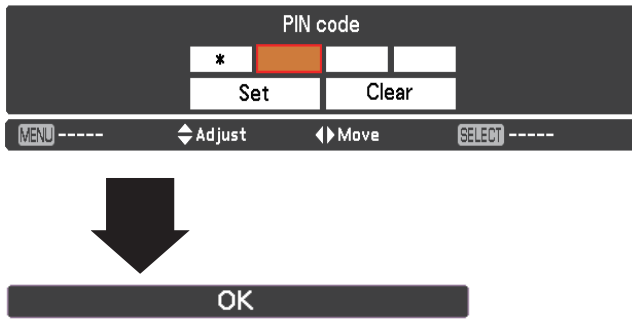 PIN code
*
Set Clear
MENU ----- Adjust Move SELECT -----
OK